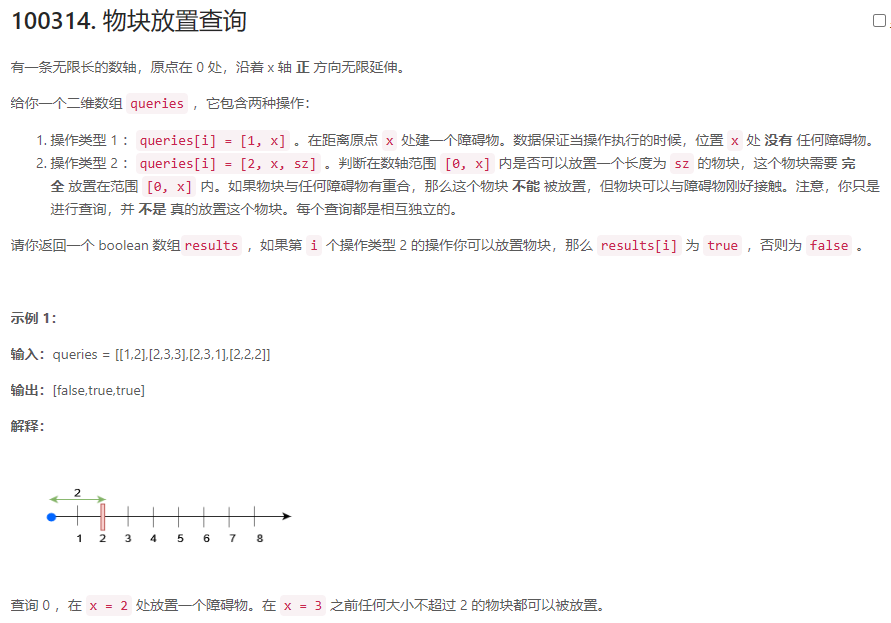 100314. 物块放置查询
有一条无限长的数轴，原点在 0 处，沿着 x 轴 正 方向无限延伸。
给你一个二维数组 queries ，它包含两种操作：
1. 操作类型 1 ：queries[i] = [1, x] 。在距离原点 x 处建一个障碍物。数据保证当操作执行的时候，位置 x 处 没有 任何障碍物。
2. 操作类型 2 ：queries[i] = [2, x, sz] 。判断在数轴范围 [0, x] 内是否可以放置一个长度为 sz 的物块，这个物块需要 完
全 放置在范围 [0, x] 内。如果物块与任何障碍物有重合，那么这个物块 不能 被放置，但物块可以与障碍物刚好接触。注意，你只是
进行查询，并 不是 真的放置这个物块。每个查询都是相互独立的。
请你返回一个 boolean 数组results ，如果第 i 个操作类型 2 的操作你可以放置物块，那么 results[i] 为 true ，否则为 false 。
示例 1：
输入：queries = [[1,2],[2,3,3],[2,3,1],[2,2,2]]
输出：[false,true,true]
解释：
2
1 2 3 4 5 6 7 8
查询 0 ，在 x = 2 处放置一个障碍物。在 x = 3 之前任何大小不超过 2 的物块都可以被放置。